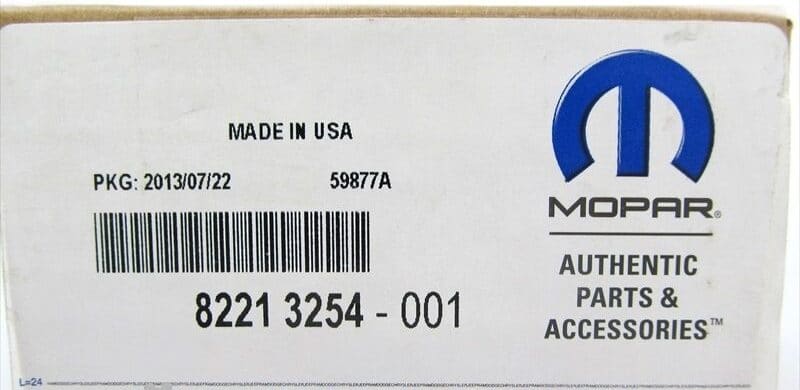 MADE IN USA
PKG: 2013/07/22 59877A
8221 3254 - 001
MOPAR®
AUTHENTIC
PARTS &
ACCESSORIES™
L=24